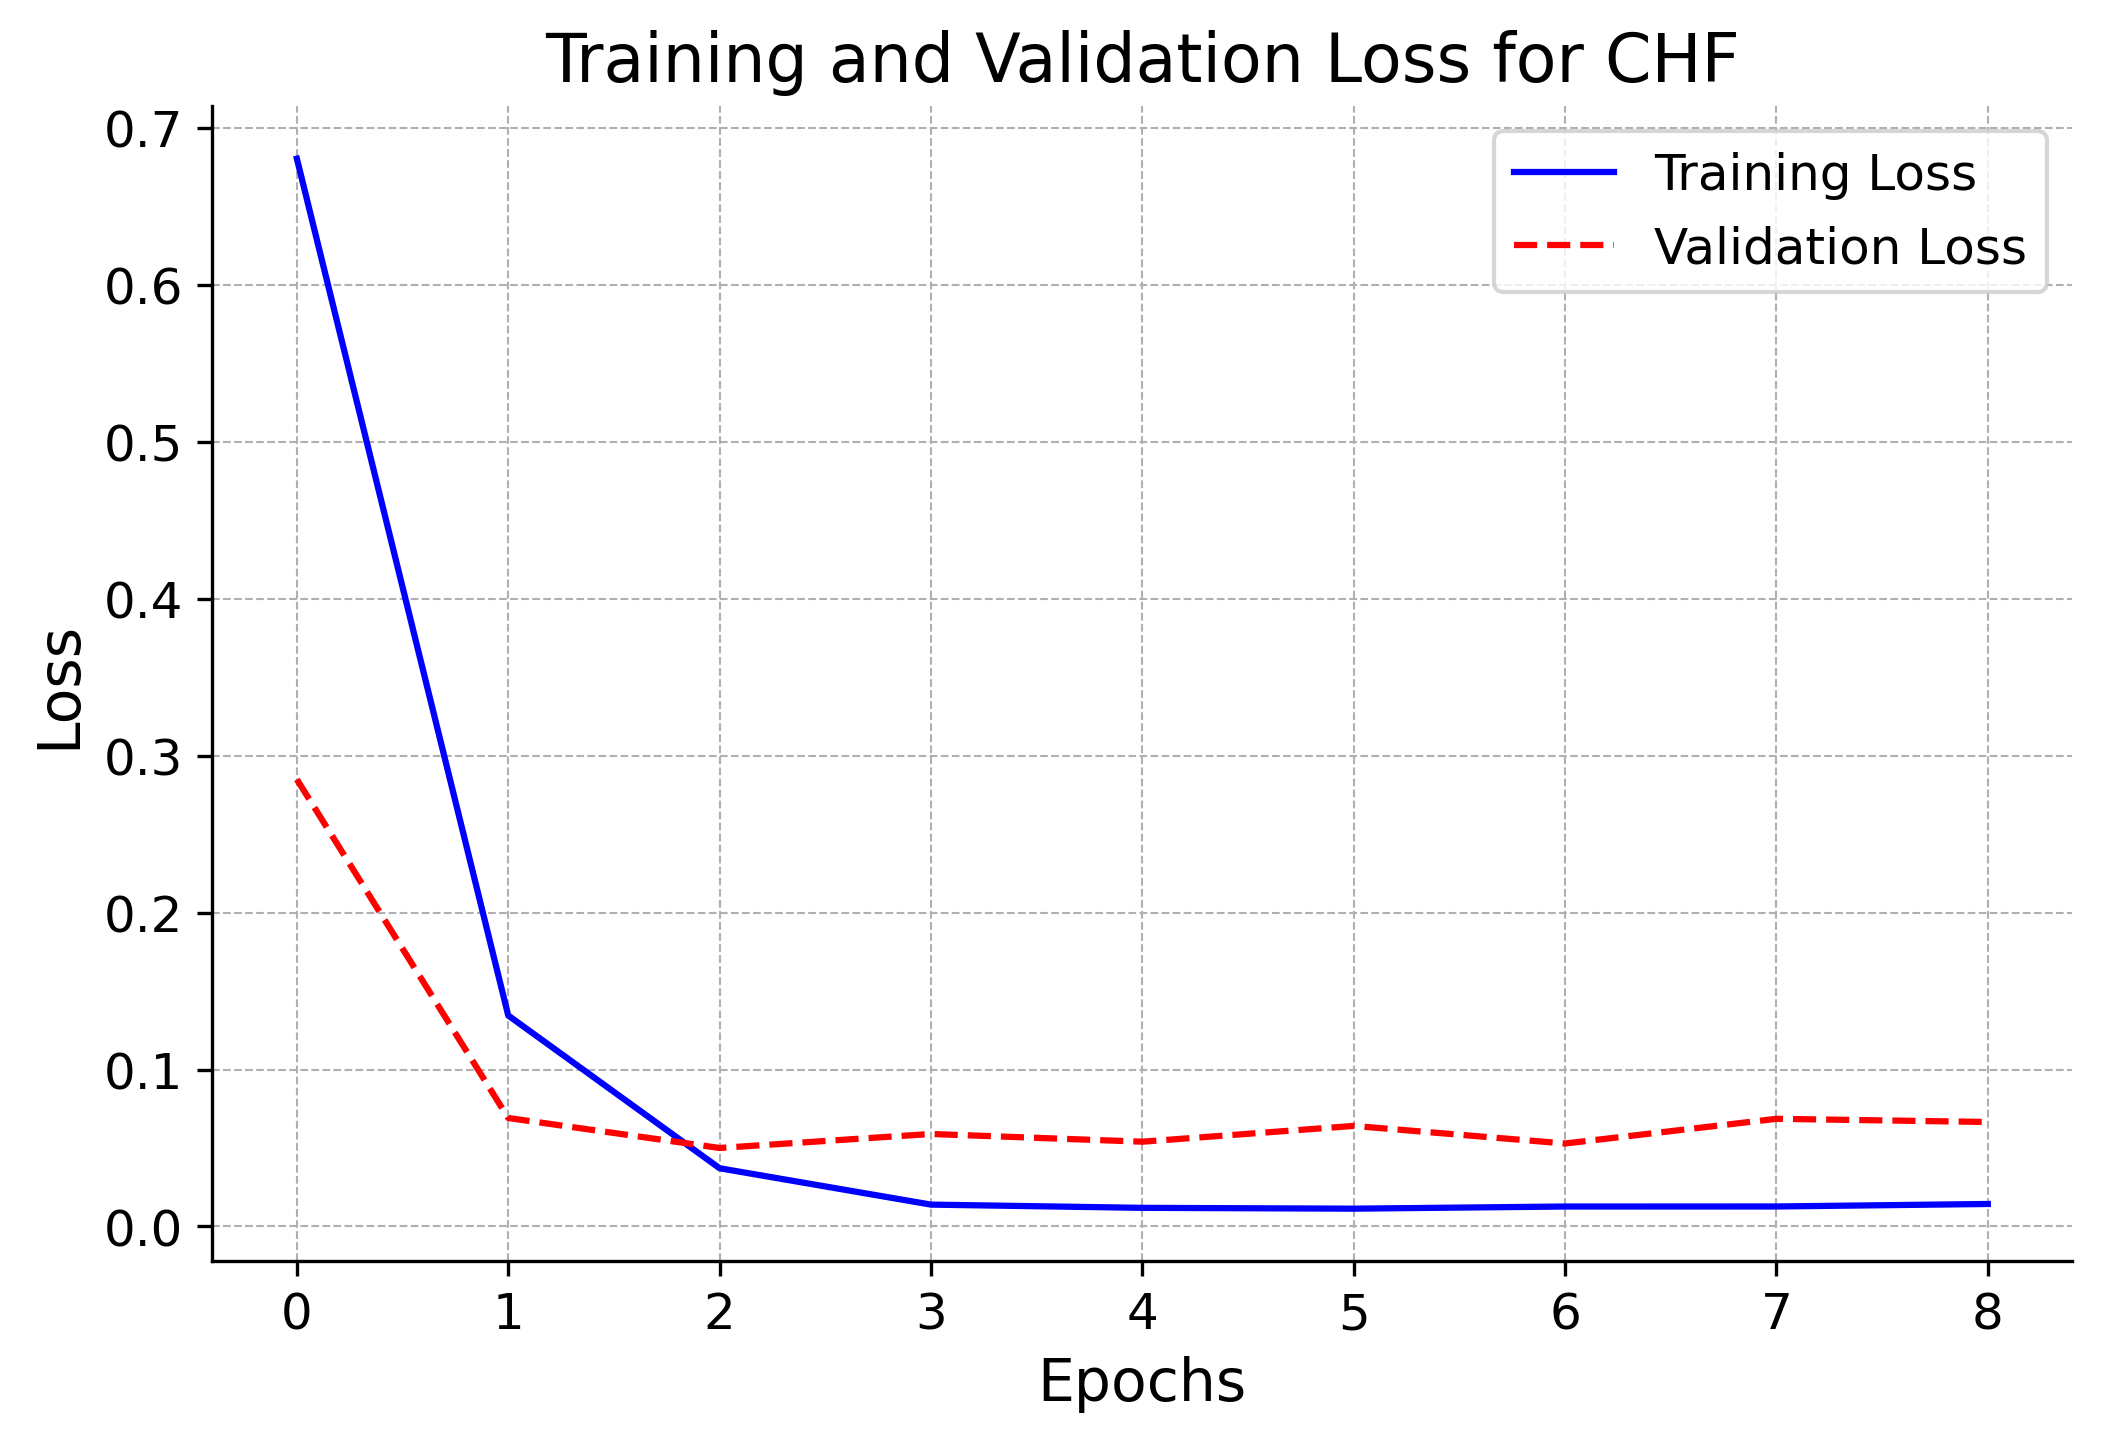 Training and Validation Loss for CHF
Training Loss
Validation Loss
0.7
0.6
0.5
0.4
0.3
0.2
0.1
0.0
Loss
0 1 2 3 4 5 6 7 8
Epochs